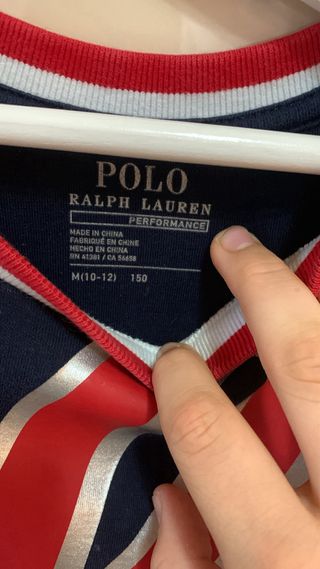 POLO
RALPH LAUREN
PERFORMANCE
MADE IN CHINA
FABRIQUÉ EN CHINE
HECHO EN CHINA
RN 41381 / CA 56658
M(10-12) 150